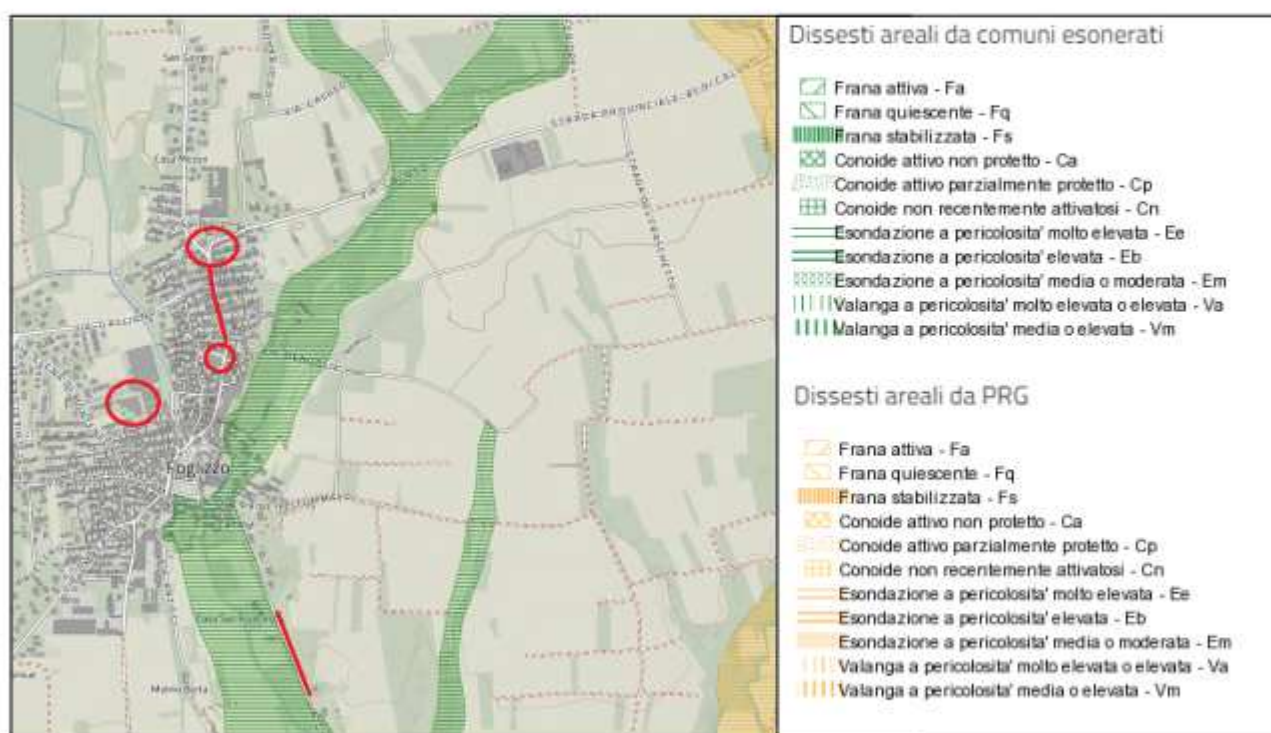 Dissesti areali da comuni esonerati
Frana attiva - Fa
Frana quiescente - Fq
Frana stabilizzata - Fs
Conoide attivo non protetto - Ca
Conoide attivo parzialmente protetto - Cp
Conoide non recentemente attivatosi - Cn
Esondazione a pericolosita' molto elevata - Ee
Esondazione a pericolosita' elevata - Eb
Esondazione a pericolosita' media o moderata - Em
Valanga a pericolosita' molto elevata o elevata - Va
Valanga a pericolosita' media o elevata - Vm
Dissesti areali da PRG
Frana attiva - Fa
Frana quiescente - Fq
Frana stabilizzata - Fs
Conoide attivo non protetto - Ca
Conoide attivo parzialmente protetto - Cp
Conoide non recentemente attivatosi - Cn
Esondazione a pericolosita' molto elevata - Ee
Esondazione a pericolosita' elevata - Eb
Esondazione a pericolosita' media o moderata - Em
Valanga a pericolosita' molto elevata o elevata - Va
Valanga a pericolosita' media o elevata - Vm
Foglizzo